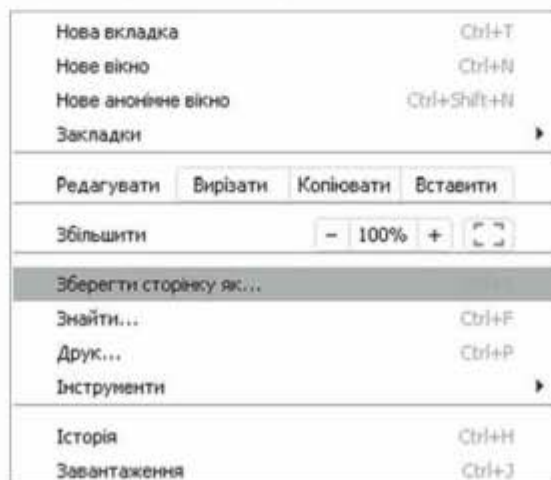 Нова вкладка Ctrl+T
Нове вікно Ctrl+N
Нове анонімне вікно Ctrl+Shift+N
Закладки
Редагувати Вирізати Копіювати Вставити
Збільшити − 100% +
Зберегти сторінку як...
Знайти... Ctrl+F
Друк... Ctrl+P
Інструменти
Історія Ctrl+H
Завантаження Ctrl+J